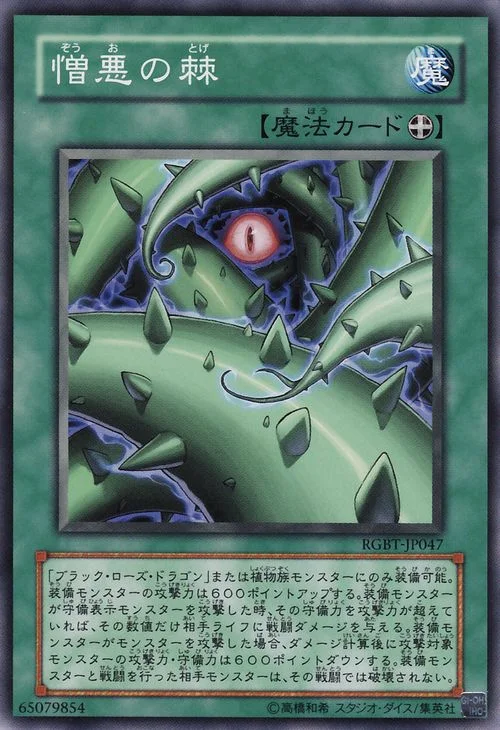 憎悪の棘
魔
【魔法カード】
RGBT-JP047
「ブラック・ローズ・ドラゴン」または植物族モンスターにのみ装備可能。
装備モンスターの攻撃力は600ポイントアップする。装備モンスター
が守備表示モンスターを攻撃した時、その守備力を攻撃力が超えて
いれば、その数値だけ相手ライフに戦闘ダメージを与える。装備モン
スターがモンスターを攻撃した場合、ダメージ計算後に攻撃対象
モンスターの攻撃力・守備力は600ポイントダウンする。装備モン
スターと戦闘を行った相手モンスターは、その戦闘では破壊されない。
65079854
©高橋和希 スタジオ・ダイス/集英社